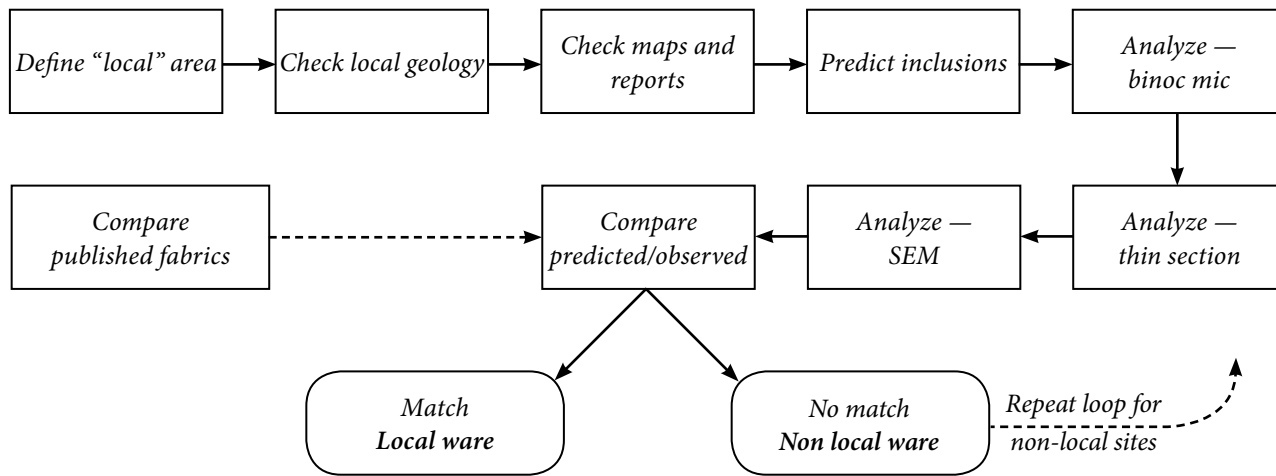 Define “local” area
Check local geology
Check maps and
reports
Predict inclusions
Analyze —
binoc mic
Compare
published fabrics
Compare
predicted/observed
Analyze —
SEM
Analyze —
thin section
Match
Local ware
No match
Non local ware
Repeat loop for
non-local sites